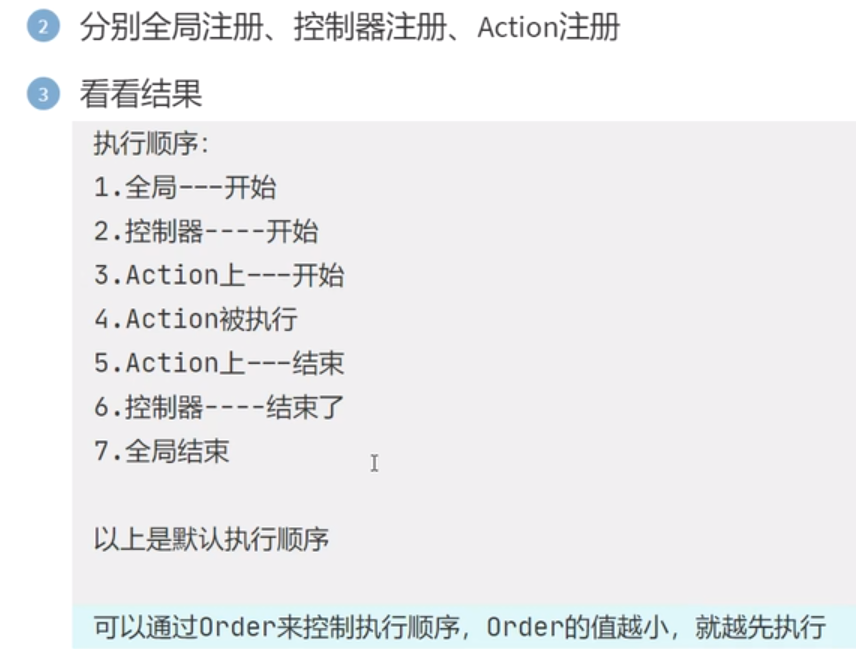 2 分别全局注册、控制器注册、Action注册
3 看看结果
执行顺序：
1.全局---开始
2.控制器----开始
3.Action上---开始
4.Action被执行
5.Action上---结束
6.控制器----结束了
7.全局结束
以上是默认执行顺序
可以通过Order来控制执行顺序，Order的值越小，就越先执行